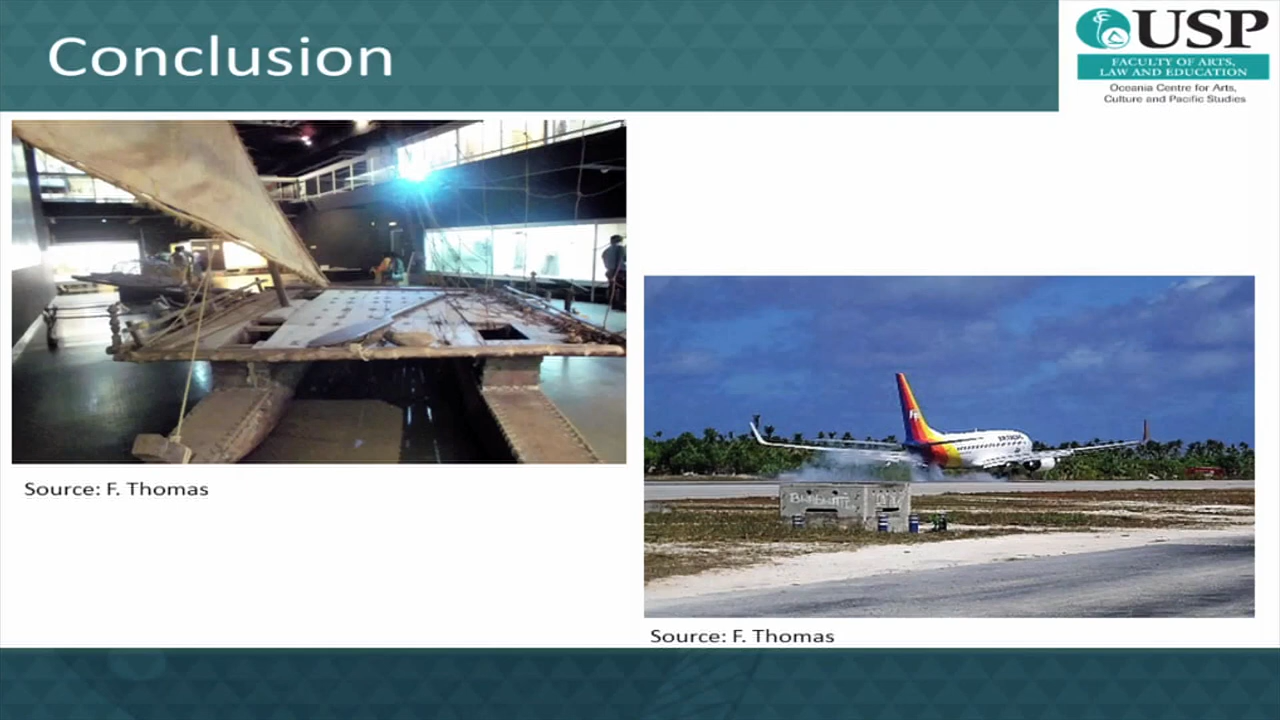 Conclusion
USP
FACULTY OF ARTS,
LAW AND EDUCATION
Oceania Centre for Arts,
Culture and Pacific Studies
Source: F. Thomas
Source: F. Thomas